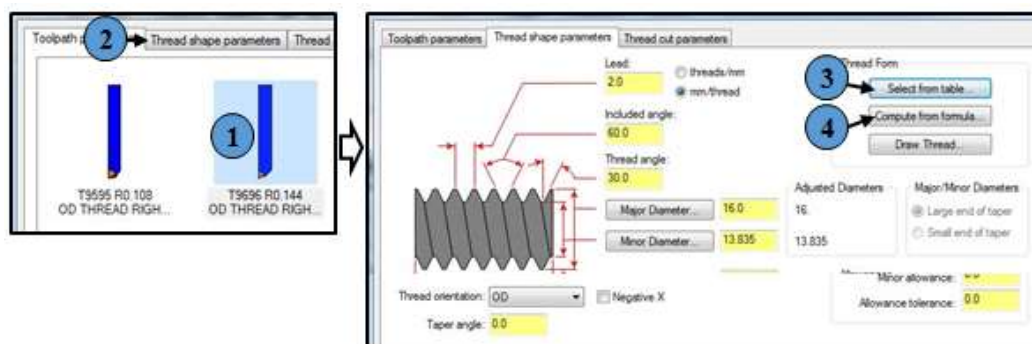 Toolpath p
2
Thread shape parameters
Thread
1
T9595 R0.108
OD THREAD RIGH...
T9696 R0.144
OD THREAD RIGH...
Toolpath parameters
Thread shape parameters
Thread cut parameters
Lead:
2.0
threads/mm
mm/thread
Included angle:
60.0
Thread angle:
30.0
Major Diameter...
16.0
Minor Diameter...
13.835
Thread orientation:
OD
Negative X
Taper angle:
0.0
Thread Form
3
Select from table...
4
Compute from formula...
Draw Thread...
Adjusted Diameters
16.
13.835
Major/Minor Diameters
Large end of taper
Small end of taper
Minor allowance:
0.0
Allowance tolerance:
0.0